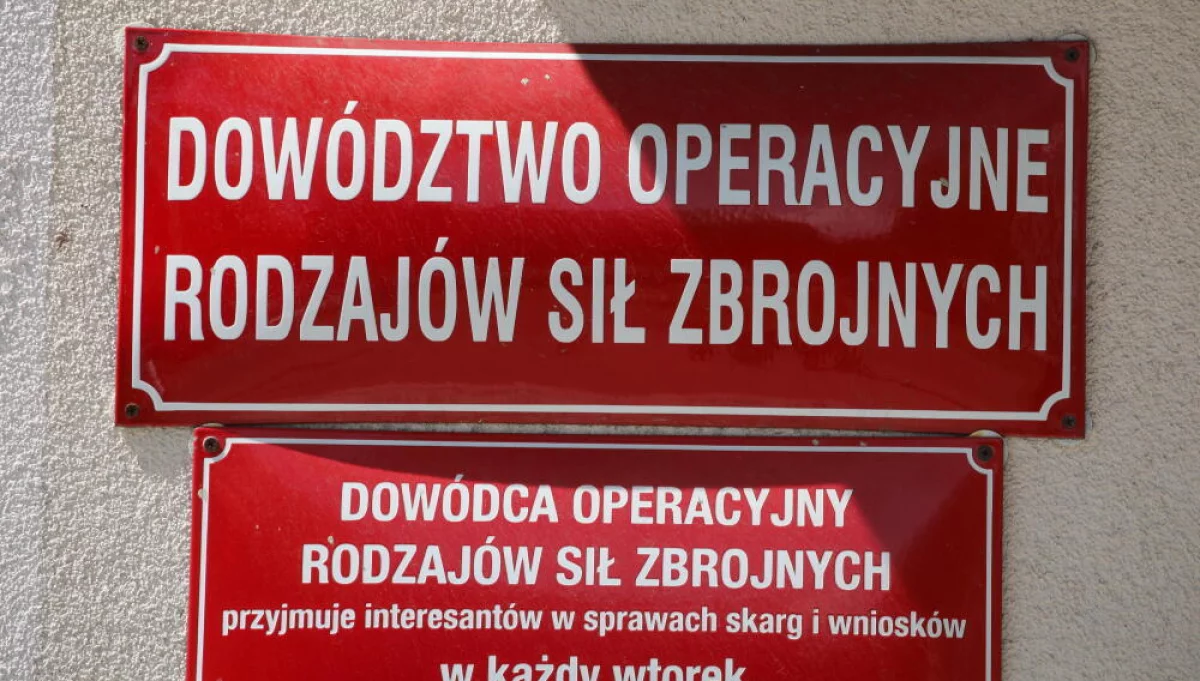 DOWÓDZTWO OPERACYJNE
RODZAJÓW SIŁ ZBROJNYCH
DOWÓDCA OPERACYJNY
RODZAJÓW SIŁ ZBROJNYCH
przyjmuje interesantów w sprawach skarg i wniosków
w każdy wtorek